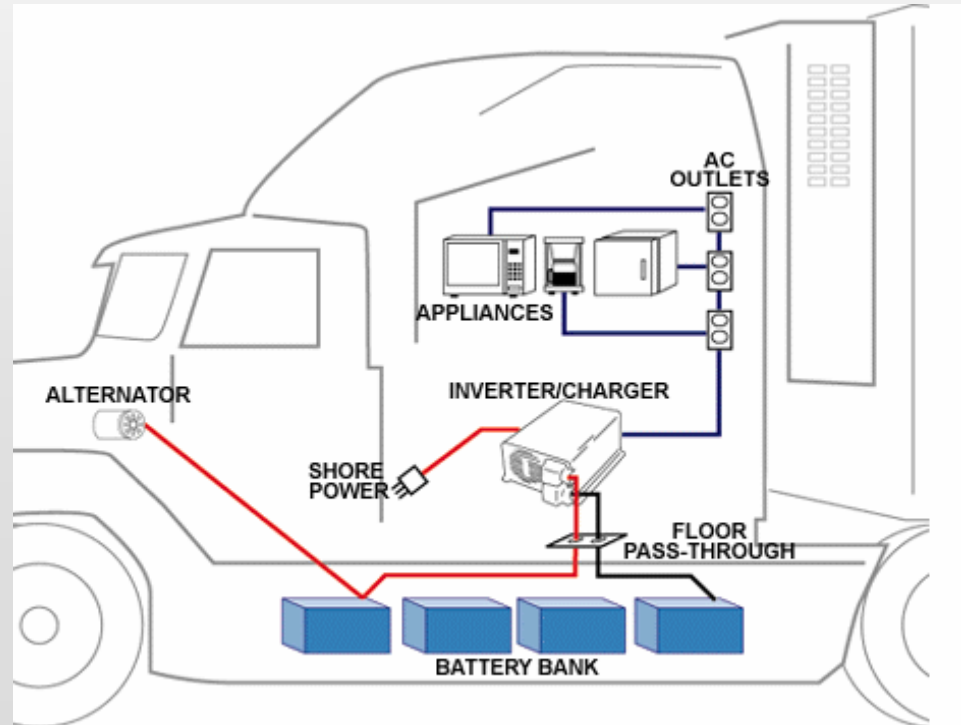 AC
OUTLETS
APPLIANCES
ALTERNATOR
INVERTER/CHARGER
SHORE
POWER
FLOOR
PASS-THROUGH
BATTERY BANK